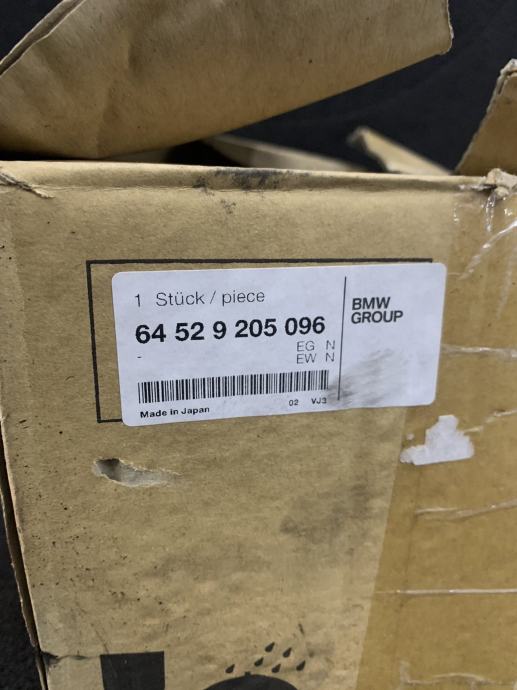 1 Stück / piece
64 52 9 205 096
EG N
- EW N
Made in Japan 02 VJ3
BMW
GROUP